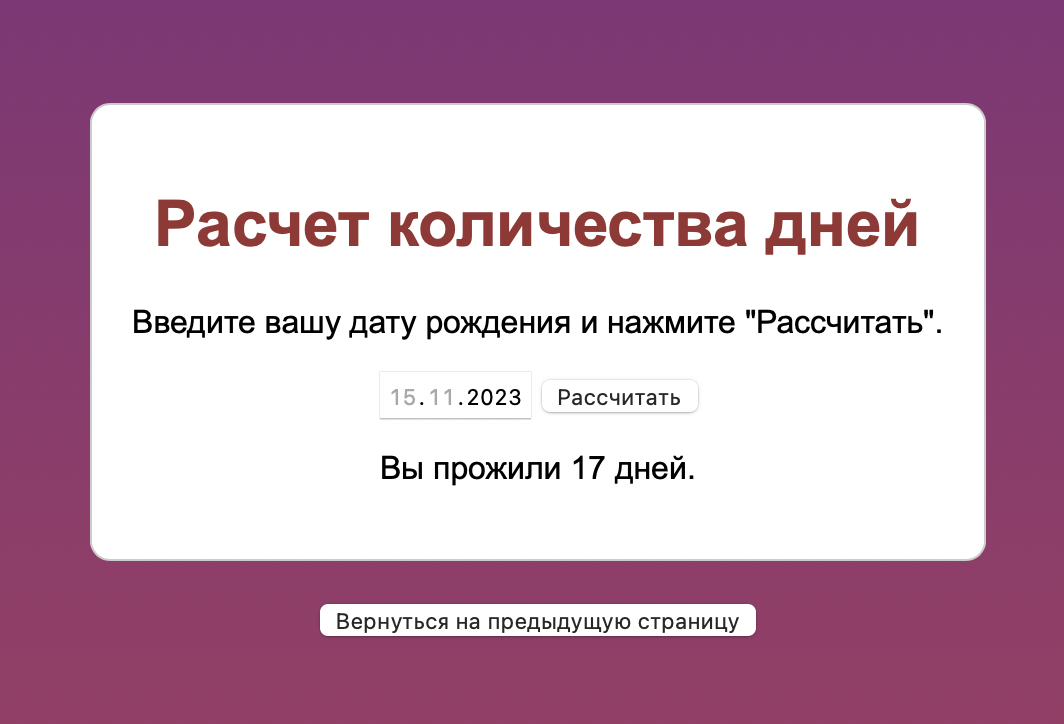 Расчет количества дней
Введите вашу дату рождения и нажмите "Рассчитать".
15.11.2023 Рассчитать
Вы прожили 17 дней.
Вернуться на предыдущую страницу